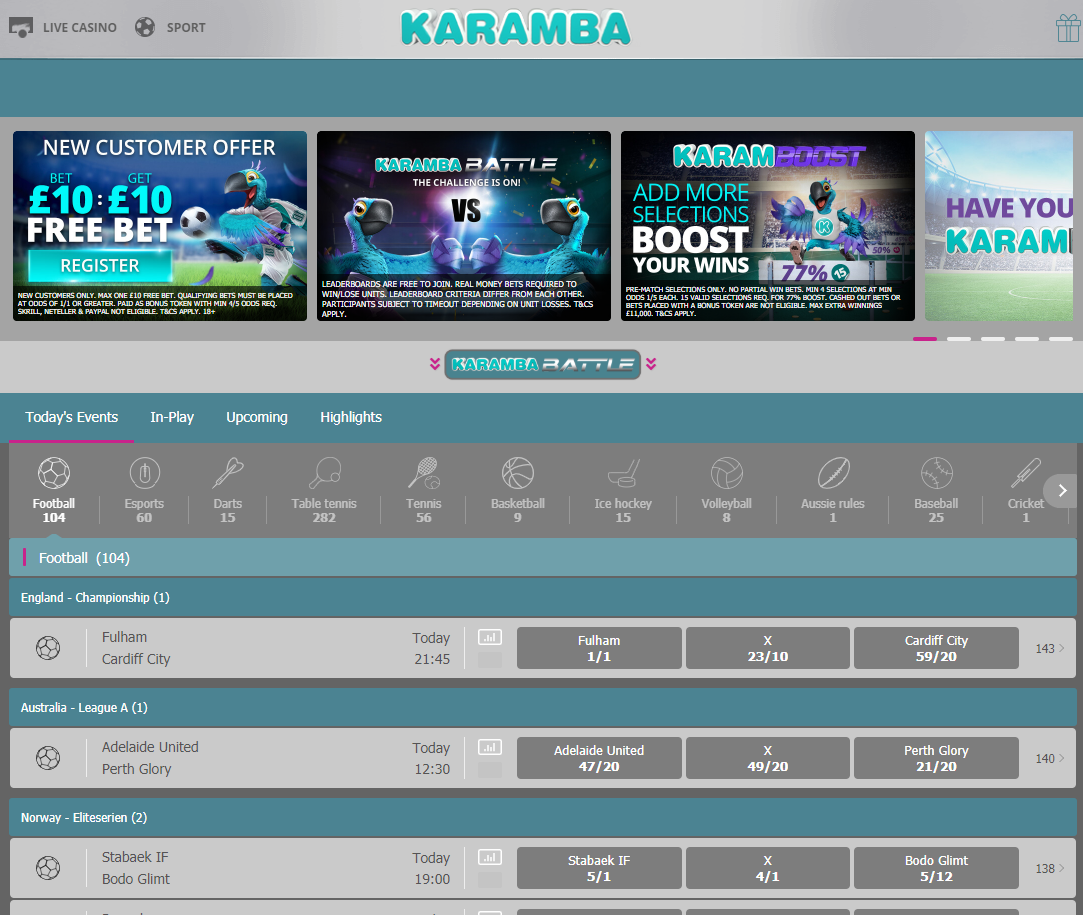 LIVE CASINO
SPORT
KARAMBA
NEW CUSTOMER OFFER
BET GET
£10 : £10
FREE BET
REGISTER
NEW CUSTOMERS ONLY. MAX ONE £10 FREE BET. QUALIFYING BETS MUST BE PLACED
AT ODDS OF 1/1 OR GREATER. PAID AS BONUS TOKEN WITH MIN 4/5 ODDS REQ.
SKRILL, NETELLER & PAYPAL NOT ELIGIBLE. T&CS APPLY. 18+
KARAMBA BATTLE
THE CHALLENGE IS ON!
VS
LEADERBOARDS ARE FREE TO JOIN. REAL MONEY BETS REQUIRED TO
WIN/LOSE UNITS. LEADERBOARD CRITERIA DIFFER FROM EACH OTHER.
PARTICIPANTS SUBJECT TO TIMEOUT DEPENDING ON UNIT LOSSES. T&CS
APPLY.
KARAMBOOST
ADD MORE
SELECTIONS
BOOST
YOUR WINS
K
50%
77% 15
PRE-MATCH SELECTIONS ONLY. NO PARTIAL WIN BETS. MIN 4 SELECTIONS AT MIN
ODDS 1/5 EACH. 15 VALID SELECTIONS REQ. FOR 77% BOOST. CASHED OUT BETS OR
BETS PLACED WITH A BONUS TOKEN ARE NOT ELIGIBLE. MAX EXTRA WINNINGS
£11,000. T&CS APPLY.
HAVE YOU
KARAM
KARAMBA BATTLE
Today's Events
In-Play
Upcoming
Highlights
Football
104
Esports
60
Darts
15
Table tennis
282
Tennis
56
Basketball
9
Ice hockey
15
Volleyball
8
Aussie rules
1
Baseball
25
Cricket
1
Football (104)
England - Championship (1)
Fulham
Cardiff City
Today
21:45
Fulham
1/1
X
23/10
Cardiff City
59/20
143
Australia - League A (1)
Adelaide United
Perth Glory
Today
12:30
Adelaide United
47/20
X
49/20
Perth Glory
21/20
140
Norway - Eliteserien (2)
Stabaek IF
Bodo Glimt
Today
19:00
Stabaek IF
5/1
X
4/1
Bodo Glimt
5/12
138